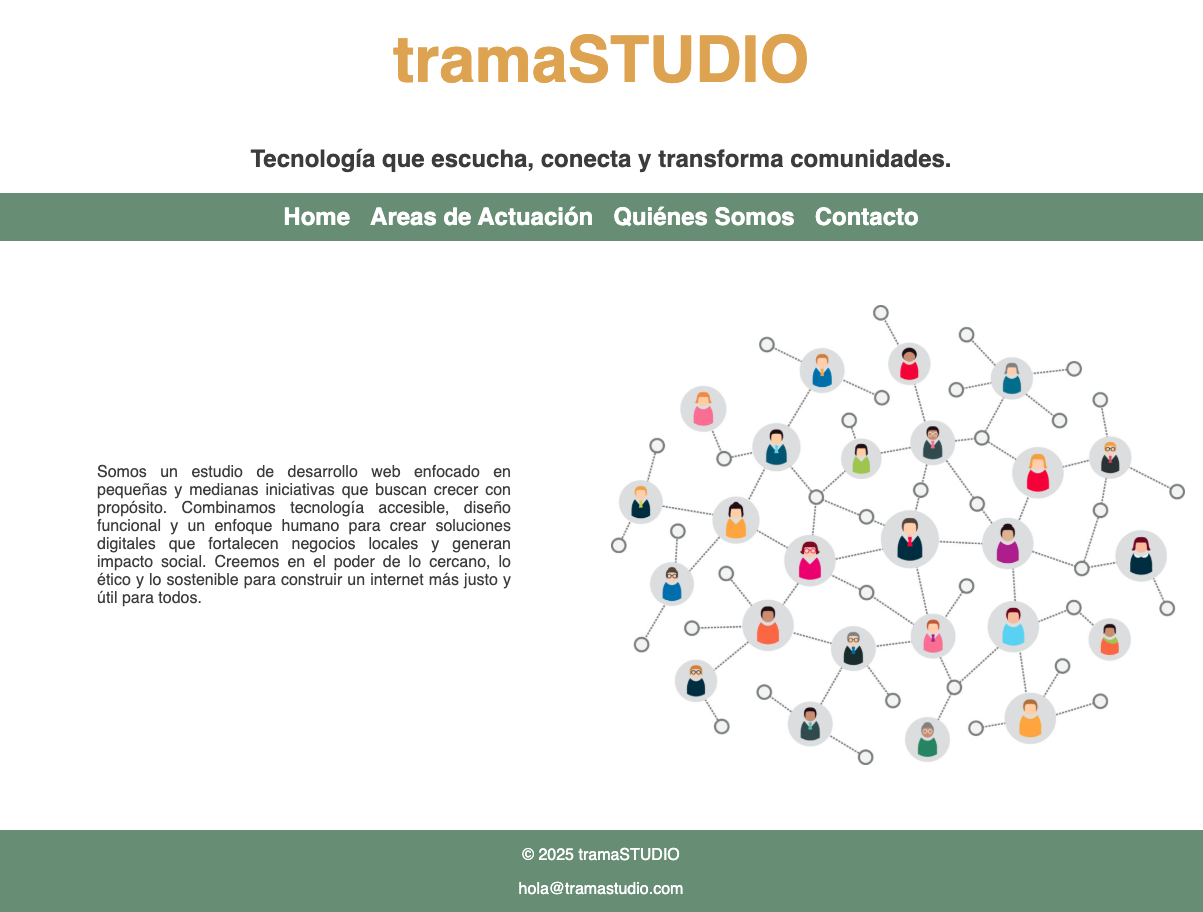 tramaSTUDIO
Tecnología que escucha, conecta y transforma comunidades.
Home Areas de Actuación Quiénes Somos Contacto
Somos un estudio de desarrollo web enfocado en
pequeñas y medianas iniciativas que buscan crecer con
propósito. Combinamos tecnología accesible, diseño
funcional y un enfoque humano para crear soluciones
digitales que fortalecen negocios locales y generan
impacto social. Creemos en el poder de lo cercano, lo
ético y lo sostenible para construir un internet más justo y
útil para todos.
© 2025 tramaSTUDIO
hola@tramastudio.com